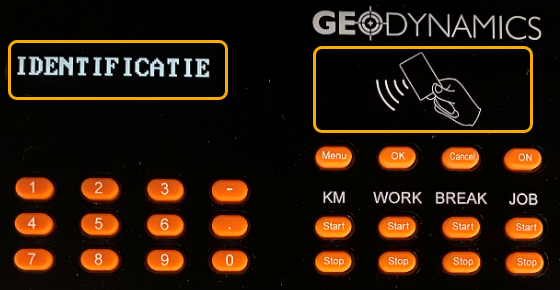 GEODYNAMICS
IDENTIFICATIE
Menu OK Cancel ON
1 2 3 -
KM WORK BREAK JOB
4 5 6 .
Start Start Start Start
7 8 9 0
Stop Stop Stop Stop